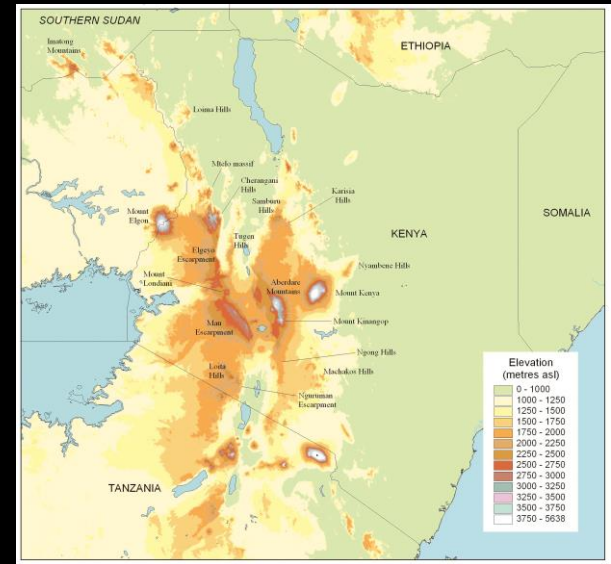 SOUTHERN SUDAN
Imatong
Mountains
ETHIOPIA
Loima Hills
Mtelo massif
Cherangani
Hills
Samburu
Hills
Karisia
Hills
Mount
Elgon
SOMALIA
KENYA
Tugen
Hills
Elgeyo
Escarpment
Nyambene Hills
Mount
Londiani
Aberdare
Mountains
Mount Kenya
Mau
Escarpment
Mount Kinangop
Ngong Hills
Loita
Hills
Machakos Hills
Nguruman
Escarpment
TANZANIA
Elevation
(metres asl)
0 - 1000
1000 - 1250
1250 - 1500
1500 - 1750
1750 - 2000
2000 - 2250
2250 - 2500
2500 - 2750
2750 - 3000
3000 - 3250
3250 - 3500
3500 - 3750
3750 - 5638